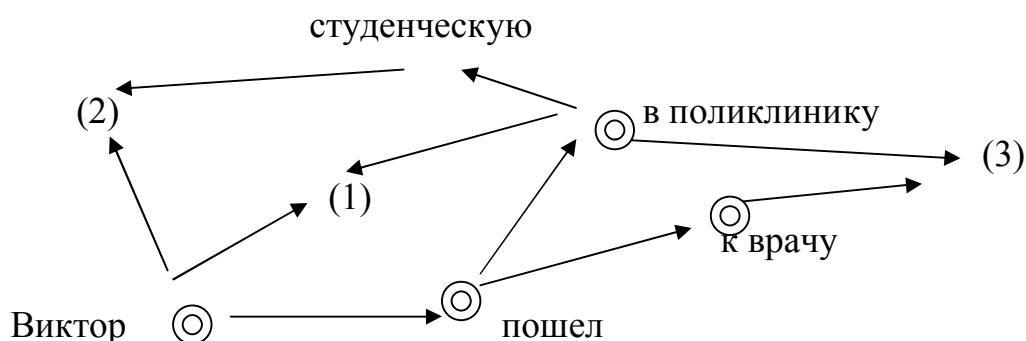 студенческую
(2)
в поликлинику
(3)
(1)
к врачу
Виктор
пошел